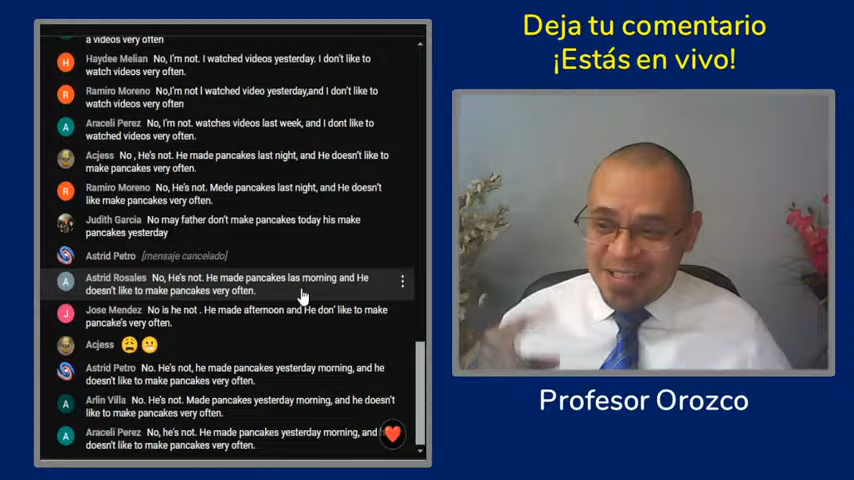 a videos very often
Haydee Melian No, I'm not. I watched videos yesterday. I don't like to
watch videos very often.
Ramiro Moreno No,I'm not I watched video yesterday,and I don't like to
watch videos very often
Araceli Perez No, I'm not. watches videos last week, and I dont like to
watched videos very often.
Acjess No , He's not. He made pancakes last night, and He doesn't like to
make pancakes very often.
Ramiro Moreno No, He's not. Mede pancakes last night, and He divesn't
like make pancakes very often.
Judith Garcia No may father don't make pancakes today his make
pancakes yesterday
Astrid Petro [mensaje cancelado]
Astrid Rosales No, He's not. He made pancakes las morning and He
doesn't like to make pancakes very often.
Jose Mendez No is he not . He made afternoon and He don' like to make
pancake's very often.
Acjess
Astrid Petro No. He's not, he made pancakes yesterday morning, and he
doesn't like to make pancakes very often.
Arlin Villa No. He's not. Made pancakes yesterday morning, and he doesn't
like to make pancakes very often.
Araceli Perez No, he's not. He made pancakes yesterday morning, and
doesn't like to make pancakes very often.
Deja tu comentario
¡Estás en vivo!
Profesor Orozco